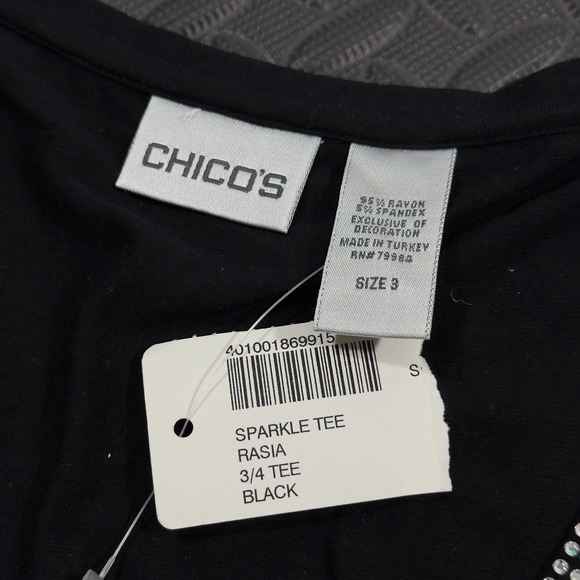 CHICO'S
95% RAYON
5% SPANDEX
EXCLUSIVE OF
DECORATION
MADE IN TURKEY
RN# 79984
SIZE 3
401001869915
S
SPARKLE TEE
RASIA
3/4 TEE
BLACK